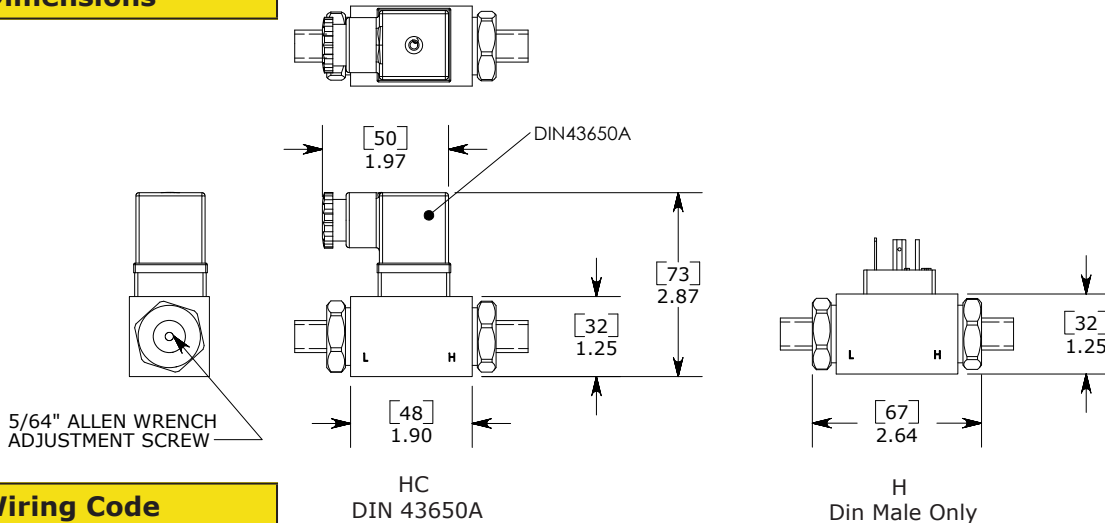 Dimensions
[50]
1.97
DIN43650A
[73]
2.87
[32]
1.25
L H
[48]
1.90
5/64" ALLEN WRENCH
ADJUSTMENT SCREW
HC
DIN 43650A
[32]
1.25
L H
[67]
2.64
H
Din Male Only
Wiring Code